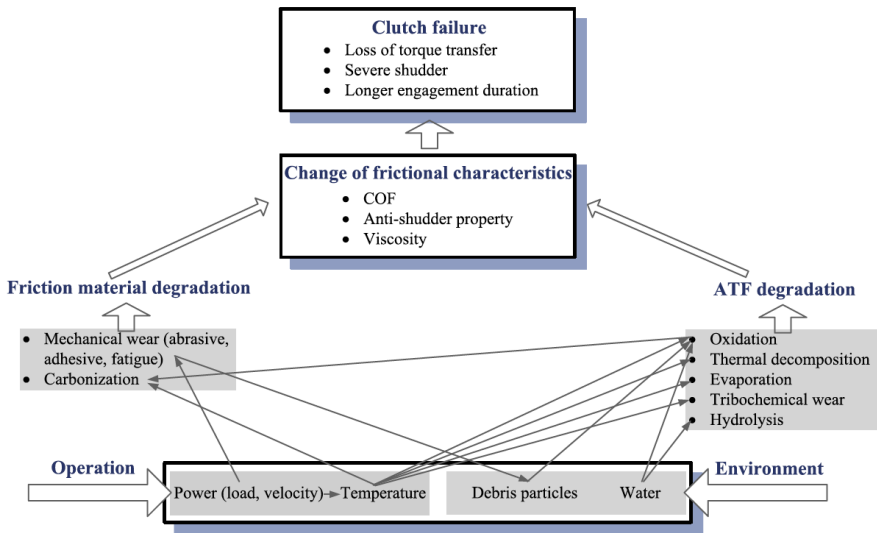 Clutch failure
• Loss of torque transfer
• Severe shudder
• Longer engagement duration
Change of frictional characteristics
• COF
• Anti-shudder property
• Viscosity
Friction material degradation
• Mechanical wear (abrasive,
adhesive, fatigue)
• Carbonization
ATF degradation
• Oxidation
• Thermal decomposition
• Evaporation
• Tribochemical wear
• Hydrolysis
Operation
Power (load, velocity)
Temperature
Debris particles
Water
Environment